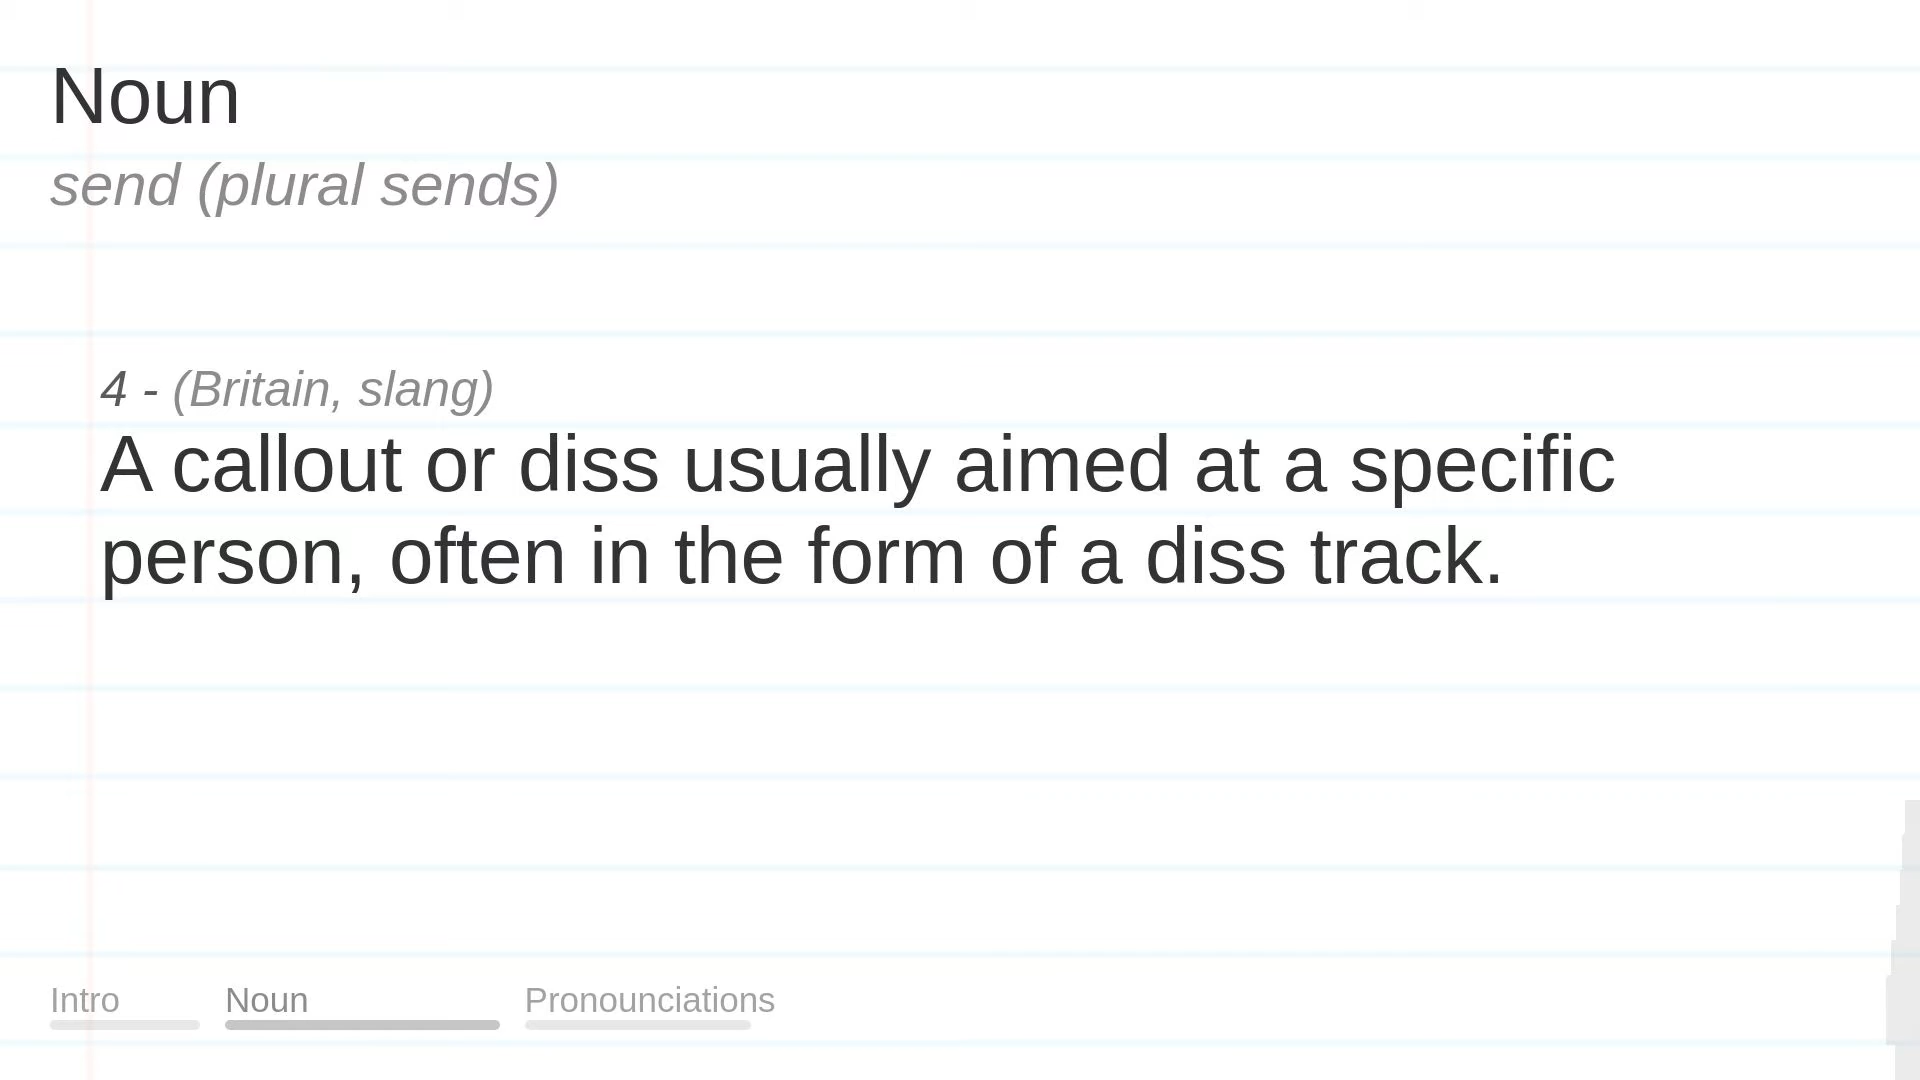 Noun
send (plural sends)
4 - (Britain, slang)
A callout or diss usually aimed at a specific
person, often in the form of a diss track.
Intro Noun Pronounciations